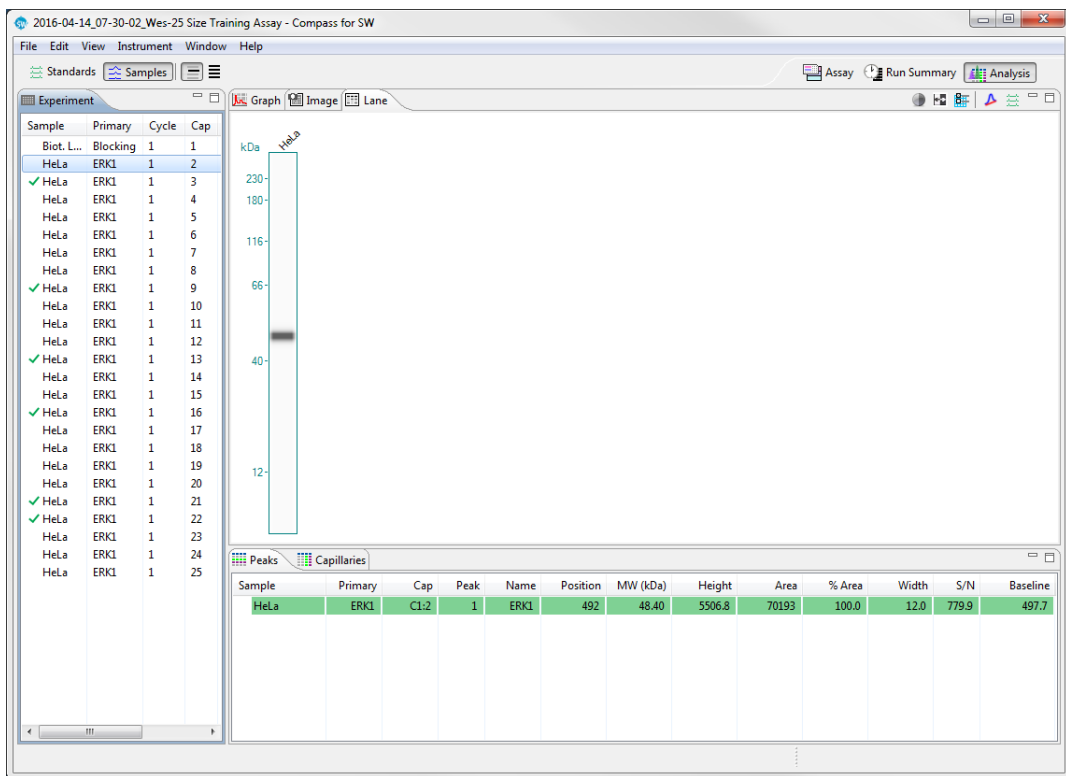 2016-04-14_07-30-02_Wes-25 Size Training Assay - Compass for SW
File Edit View Instrument Window Help
Standards Samples Assay Run Summary Analysis
Experiment
Sample Primary Cycle Cap
Biot. L... Blocking 1 1
HeLa ERK1 1 2
HeLa ERK1 1 3
HeLa ERK1 1 4
HeLa ERK1 1 5
HeLa ERK1 1 6
HeLa ERK1 1 7
HeLa ERK1 1 8
HeLa ERK1 1 9
HeLa ERK1 1 10
HeLa ERK1 1 11
HeLa ERK1 1 12
HeLa ERK1 1 13
HeLa ERK1 1 14
HeLa ERK1 1 15
HeLa ERK1 1 16
HeLa ERK1 1 17
HeLa ERK1 1 18
HeLa ERK1 1 19
HeLa ERK1 1 20
HeLa ERK1 1 21
HeLa ERK1 1 22
HeLa ERK1 1 23
HeLa ERK1 1 24
HeLa ERK1 1 25
Graph Image Lane
kDa HeLa
230-
180-
116-
66-
40-
12-
Peaks Capillaries
Sample Primary Cap Peak Name Position MW (kDa) Height Area % Area Width S/N Baseline
HeLa ERK1 C1:2 1 ERK1 492 48.40 5506.8 70193 100.0 12.0 779.9 497.7